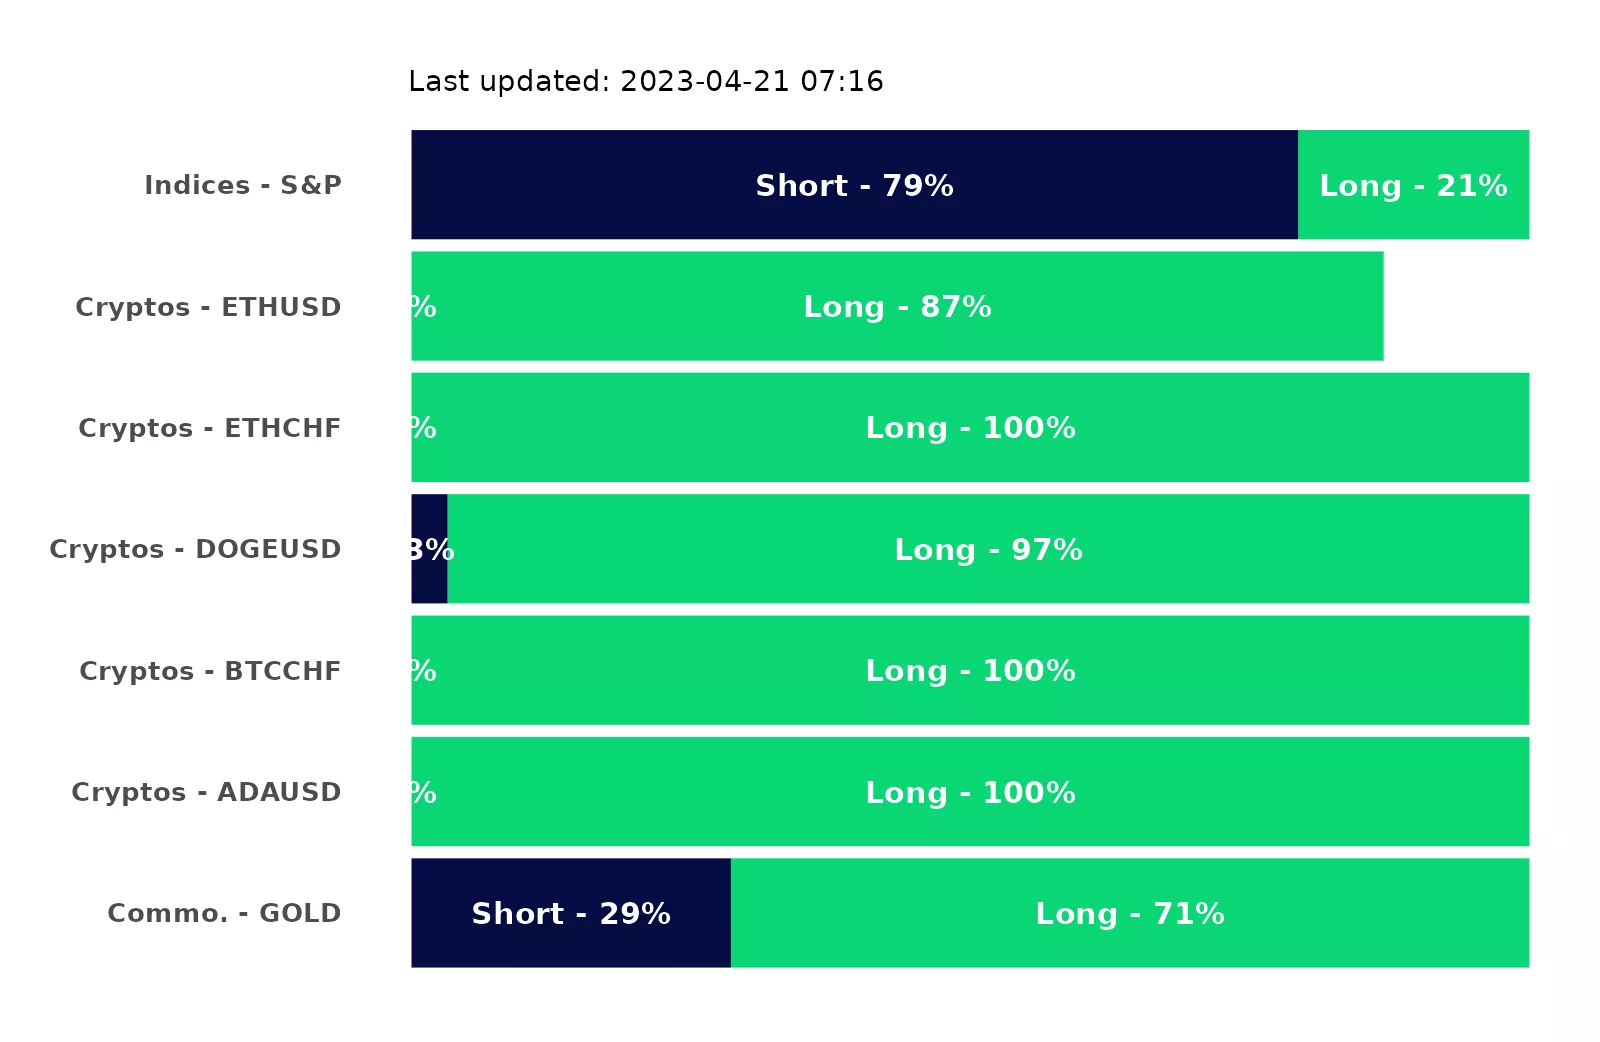 Last updated: 2023-04-21 07:16
Indices - S&P Short - 79% Long - 21%
Cryptos - ETHUSD % Long - 87%
Cryptos - ETHCHF % Long - 100%
Cryptos - DOGEUSD 3% Long - 97%
Cryptos - BTCCHF % Long - 100%
Cryptos - ADAUSD % Long - 100%
Commo. - GOLD Short - 29% Long - 71%